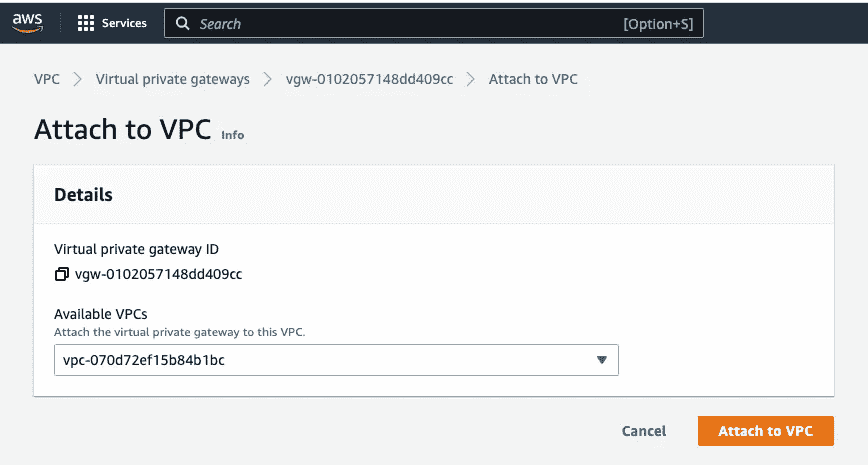 aws Services Search [Option+S]
VPC > Virtual private gateways > vgw-0102057148dd409cc > Attach to VPC
Attach to VPC Info
Details
Virtual private gateway ID
vgw-0102057148dd409cc
Available VPCs
Attach the virtual private gateway to this VPC.
vpc-070d72ef15b84b1bc
Cancel Attach to VPC